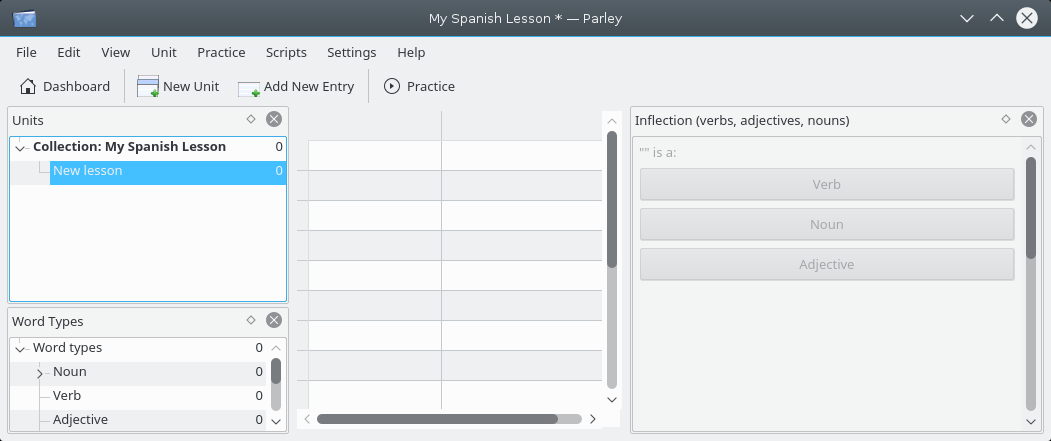 My Spanish Lesson * — Parley
File Edit View Unit Practice Scripts Settings Help
Dashboard New Unit Add New Entry Practice
Units
Collection: My Spanish Lesson 0
New lesson 0
Word Types
Word types 0
Noun 0
Verb 0
Adjective 0
Inflection (verbs, adjectives, nouns)
"" is a:
Verb
Noun
Adjective